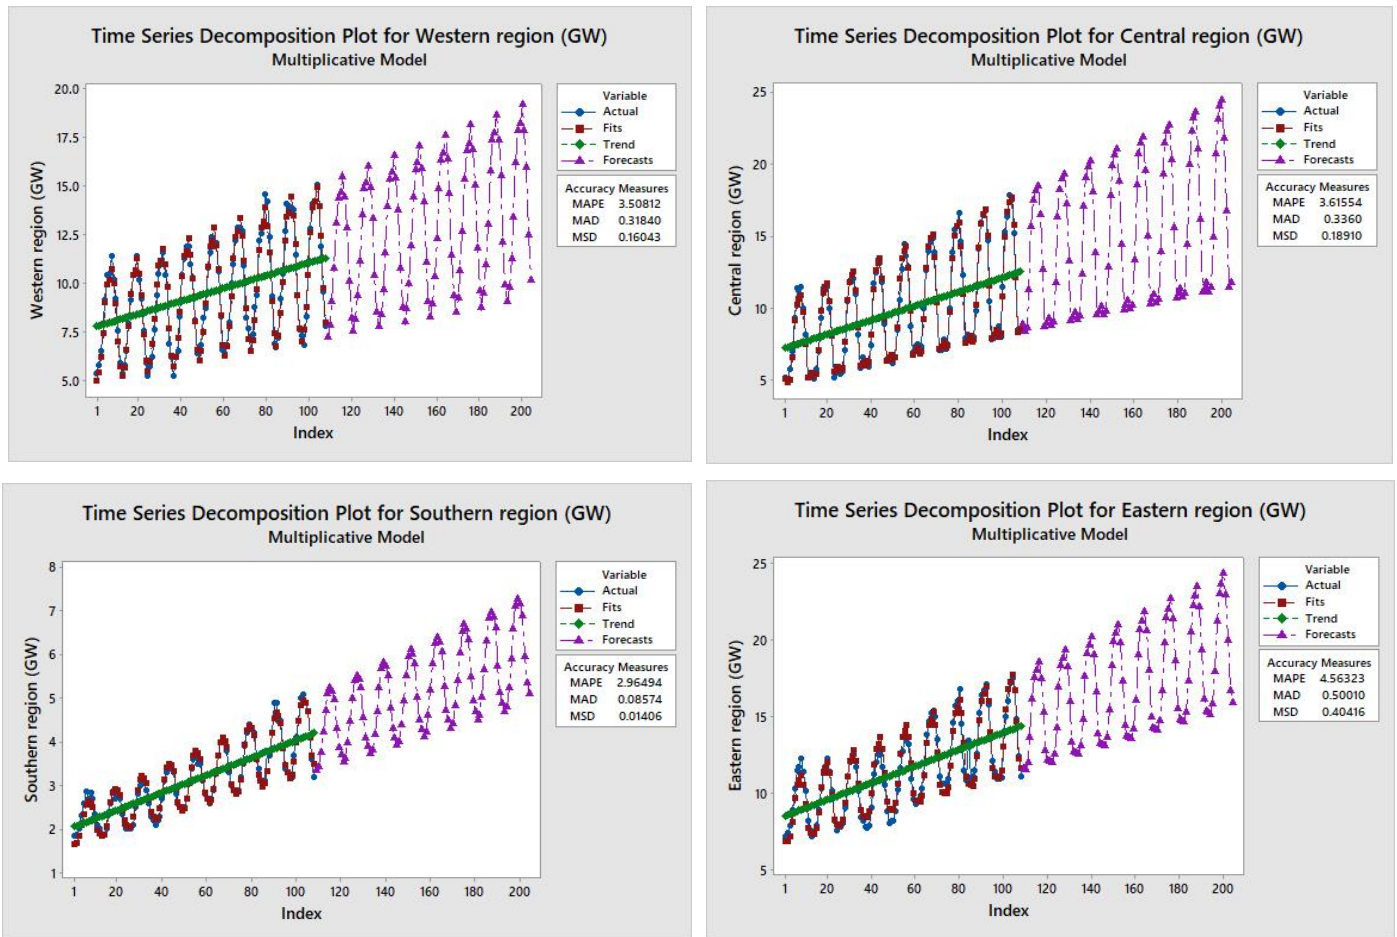 Time Series Decomposition Plot for Western region (GW)
Multiplicative Model
Western region (GW)
20.0
17.5
15.0
12.5
10.0
7.5
5.0
1 20 40 60 80 100 120 140 160 180 200
Index
Variable
Actual
Fits
Trend
Forecasts
Accuracy Measures
MAPE 3.50812
MAD 0.31840
MSD 0.16043
Time Series Decomposition Plot for Central region (GW)
Multiplicative Model
Central region (GW)
25
20
15
10
5
1 20 40 60 80 100 120 140 160 180 200
Index
Variable
Actual
Fits
Trend
Forecasts
Accuracy Measures
MAPE 3.61554
MAD 0.3360
MSD 0.18910
Time Series Decomposition Plot for Southern region (GW)
Multiplicative Model
Southern region (GW)
8
7
6
5
4
3
2
1
1 20 40 60 80 100 120 140 160 180 200
Index
Variable
Actual
Fits
Trend
Forecasts
Accuracy Measures
MAPE 2.96494
MAD 0.08574
MSD 0.01406
Time Series Decomposition Plot for Eastern region (GW)
Multiplicative Model
Eastern region (GW)
25
20
15
10
5
1 20 40 60 80 100 120 140 160 180 200
Index
Variable
Actual
Fits
Trend
Forecasts
Accuracy Measures
MAPE 4.56323
MAD 0.50010
MSD 0.40416